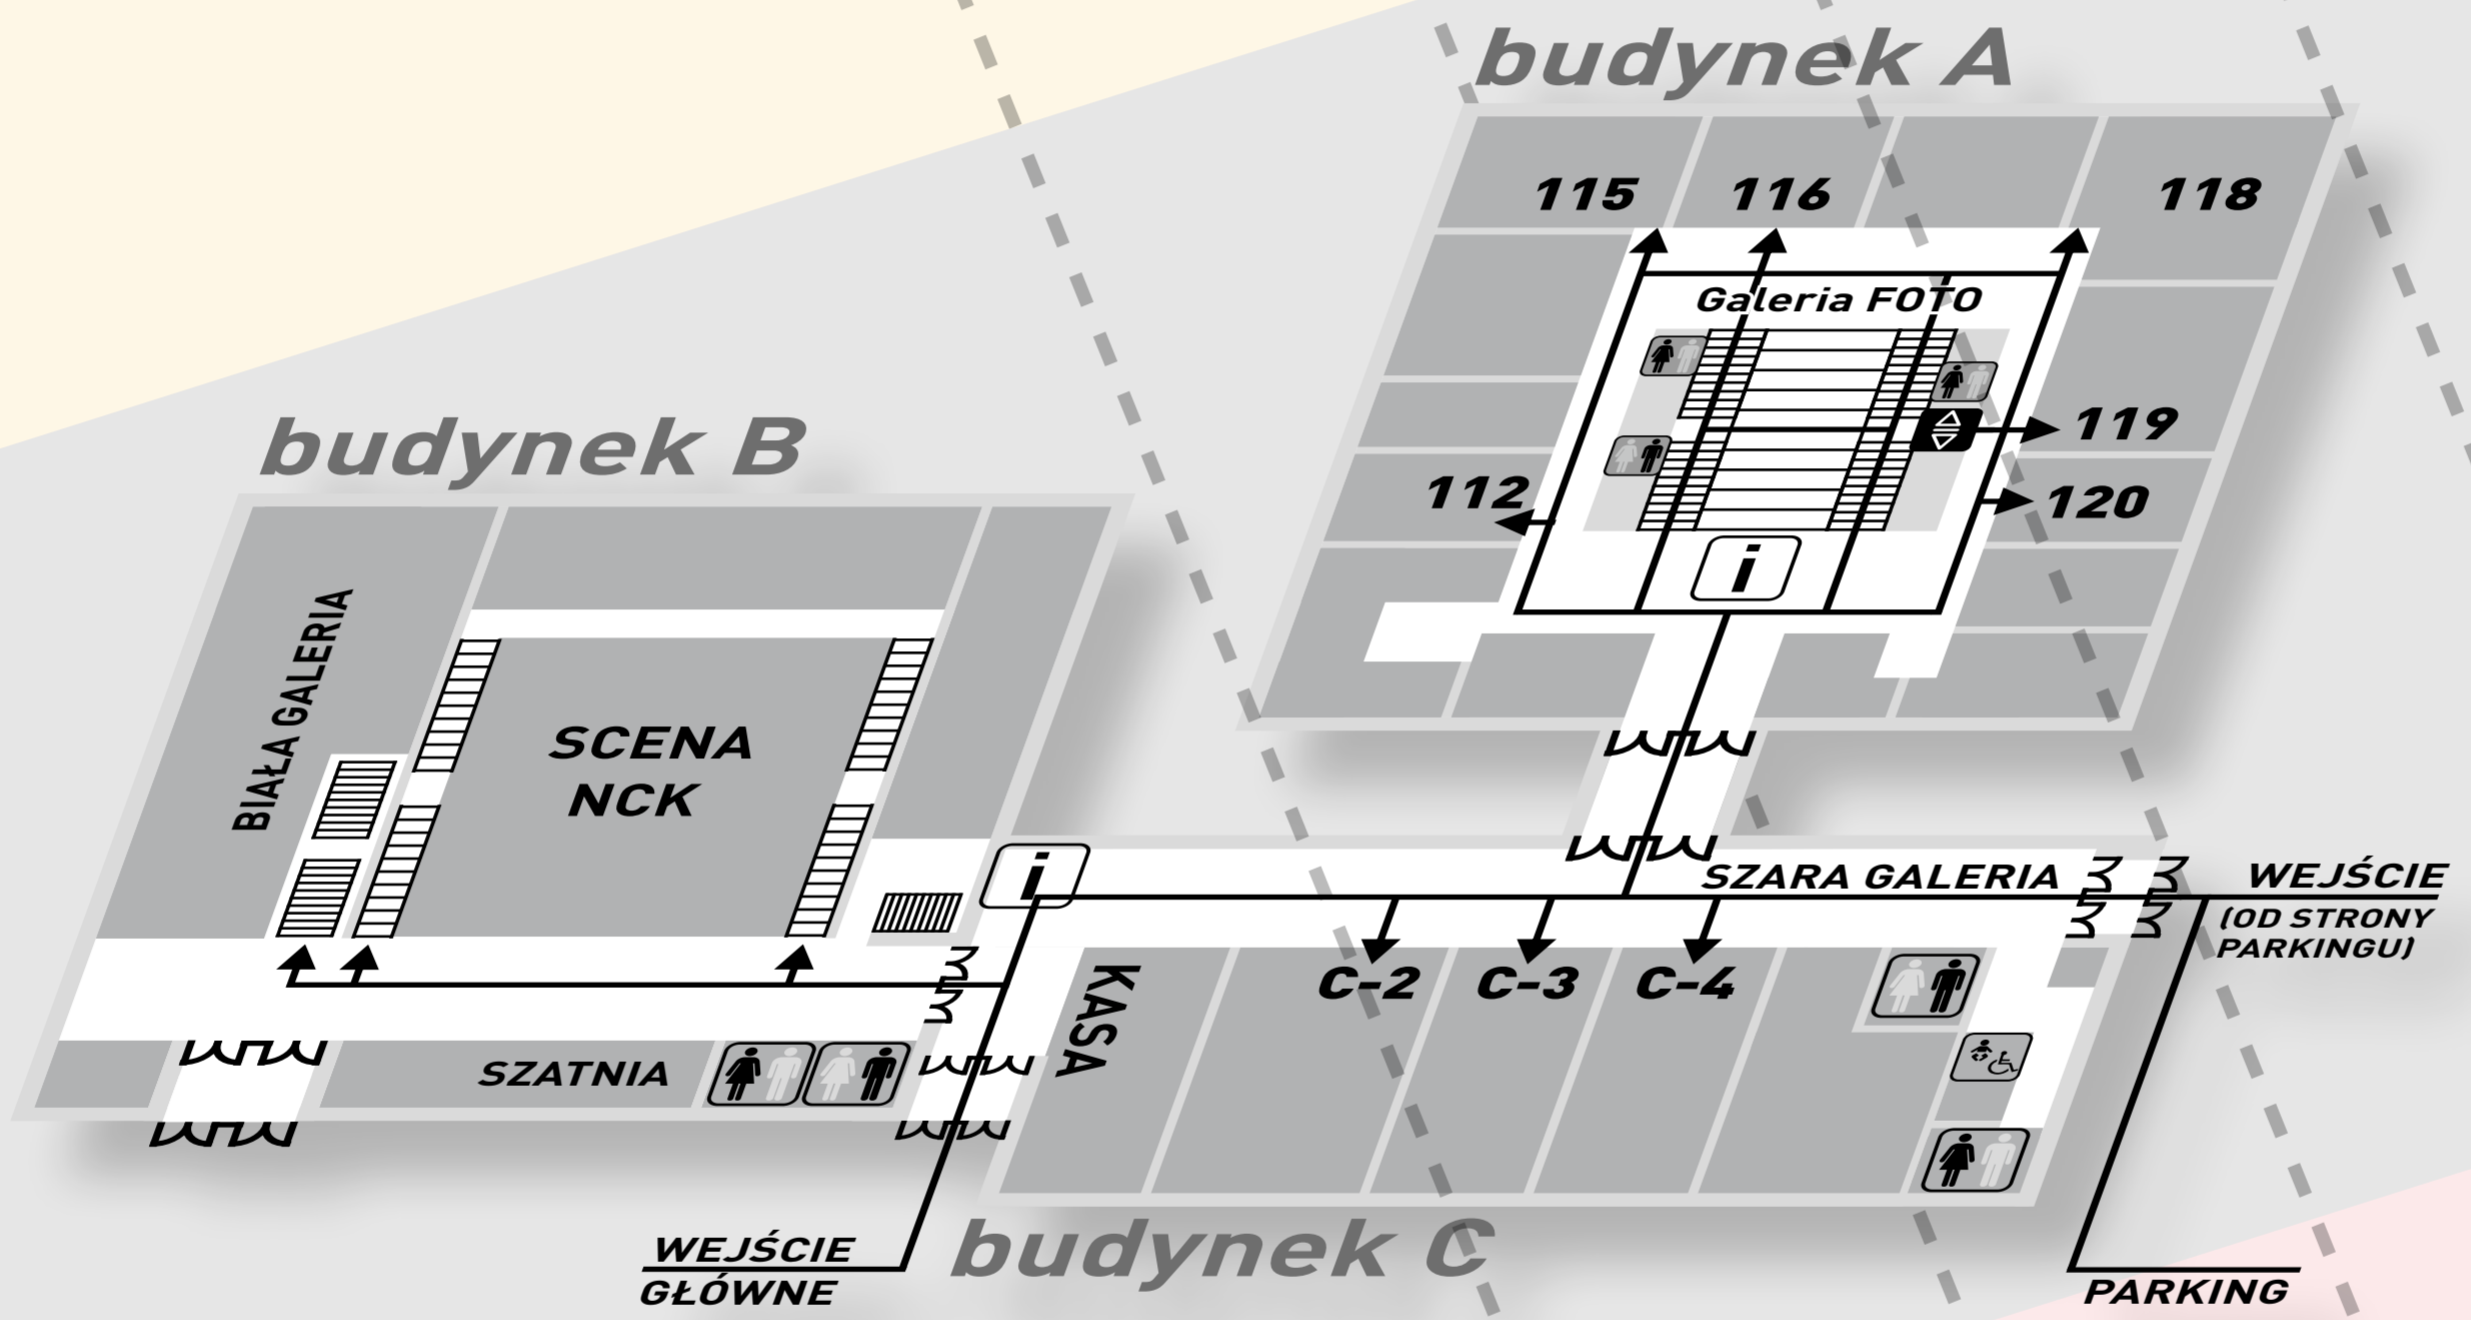 budynek A
115
116
118
Galeria FOTO
119
112
120
i
budynek B
BIAŁA GALERIA
SCENA
NCK
i
SZARA GALERIA
WEJŚCIE
(OD STRONY
PARKINGU)
KASA
C-2
C-3
C-4
SZATNIA
budynek C
WEJŚCIE
GŁÓWNE
PARKING